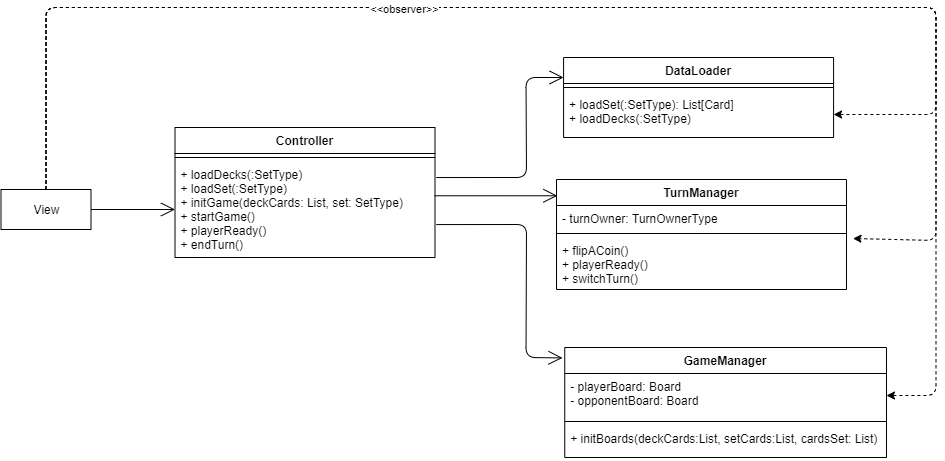 <<observer>>
DataLoader
+ loadSet(:SetType): List[Card]
+ loadDecks(:SetType)
Controller
+ loadDecks(:SetType)
+ loadSet(:SetType)
+ initGame(deckCards: List, set: SetType)
+ startGame()
+ playerReady()
+ endTurn()
View
TurnManager
- turnOwner: TurnOwnerType
+ flipACoin()
+ playerReady()
+ switchTurn()
GameManager
- playerBoard: Board
- opponentBoard: Board
+ initBoards(deckCards:List, setCards:List, cardsSet: List)